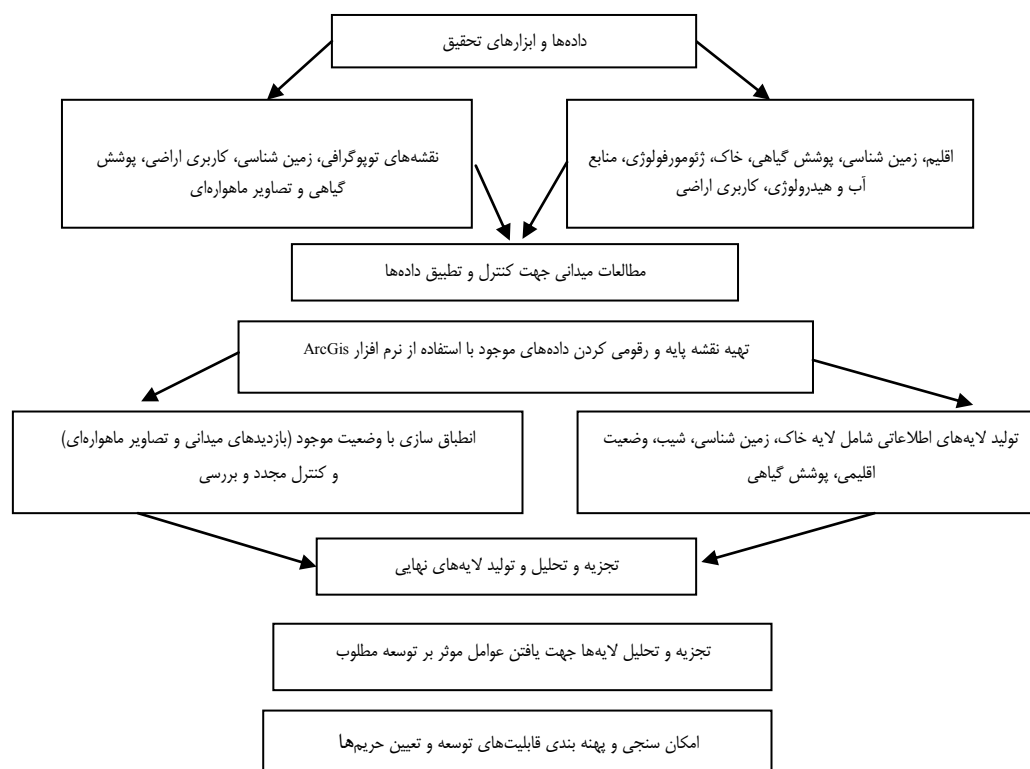 داده‌ها و ابزارهای تحقیق
اقلیم، زمین شناسی، پوشش گیاهی، خاک، ژئومورفولوژی، منابع
آب و هیدرولوژی، کاربری اراضی
نقشه‌های توپوگرافی، زمین شناسی، کاربری اراضی، پوشش
گیاهی و تصاویر ماهواره‌ای
مطالعات میدانی جهت کنترل و تطبیق داده‌ها
تهیه نقشه پایه و رقومی کردن داده‌های موجود با استفاده از نرم افزار ArcGis
تولید لایه‌های اطلاعاتی شامل لایه خاک، زمین شناسی، شیب، وضعیت
اقلیمی، پوشش گیاهی
انطباق سازی با وضعیت موجود (بازدیدهای میدانی و تصاویر ماهواره‌ای)
و کنترل مجدد و بررسی
تجزیه و تحلیل و تولید لایه‌های نهایی
تجزیه و تحلیل لایه‌ها جهت یافتن عوامل موثر بر توسعه مطلوب
امکان سنجی و پهنه بندی قابلیت‌های توسعه و تعیین حریم‌ها